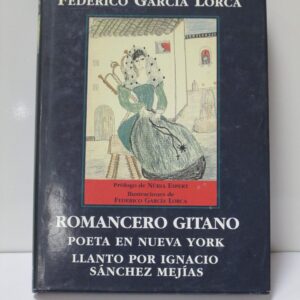 FEDERICO GARCÍA LORCA
Prólogo de NÚRIA ESPERT
Ilustraciones de
FEDERICO GARCÍA LORCA
ROMANCERO GITANO
POETA EN NUEVA YORK
LLANTO POR IGNACIO
SÁNCHEZ MEJÍAS